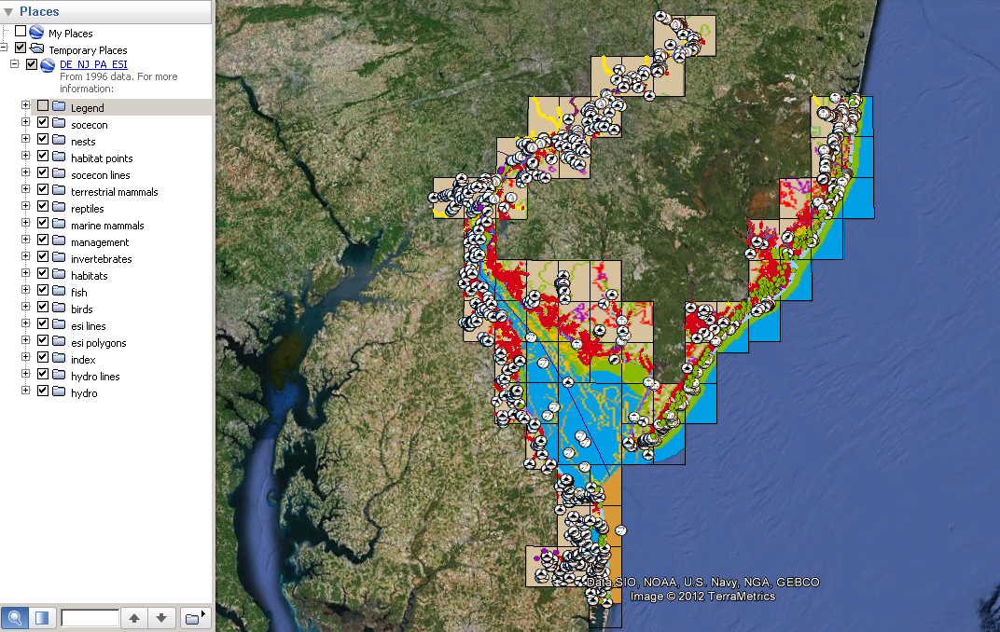 Places
My Places
Temporary Places
DE_NJ_PA_ESI
From 1996 data. For more
information:
Legend
socecon
nests
habitat points
socecon lines
terrestrial mammals
reptiles
marine mammals
management
invertebrates
habitats
fish
birds
esi lines
esi polygons
index
hydro lines
hydro
Data SIO, NOAA, U.S. Navy, NGA, GEBCO
Image © 2012 TerraMetrics